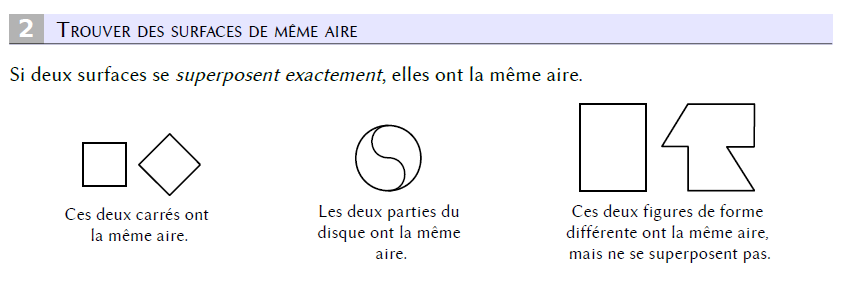 2 TROUVER DES SURFACES DE MÊME AIRE
Si deux surfaces se superposent exactement, elles ont la même aire.
Ces deux carrés ont
la même aire.
Les deux parties du
disque ont la même
aire.
Ces deux figures de forme
différente ont la même aire,
mais ne se superposent pas.